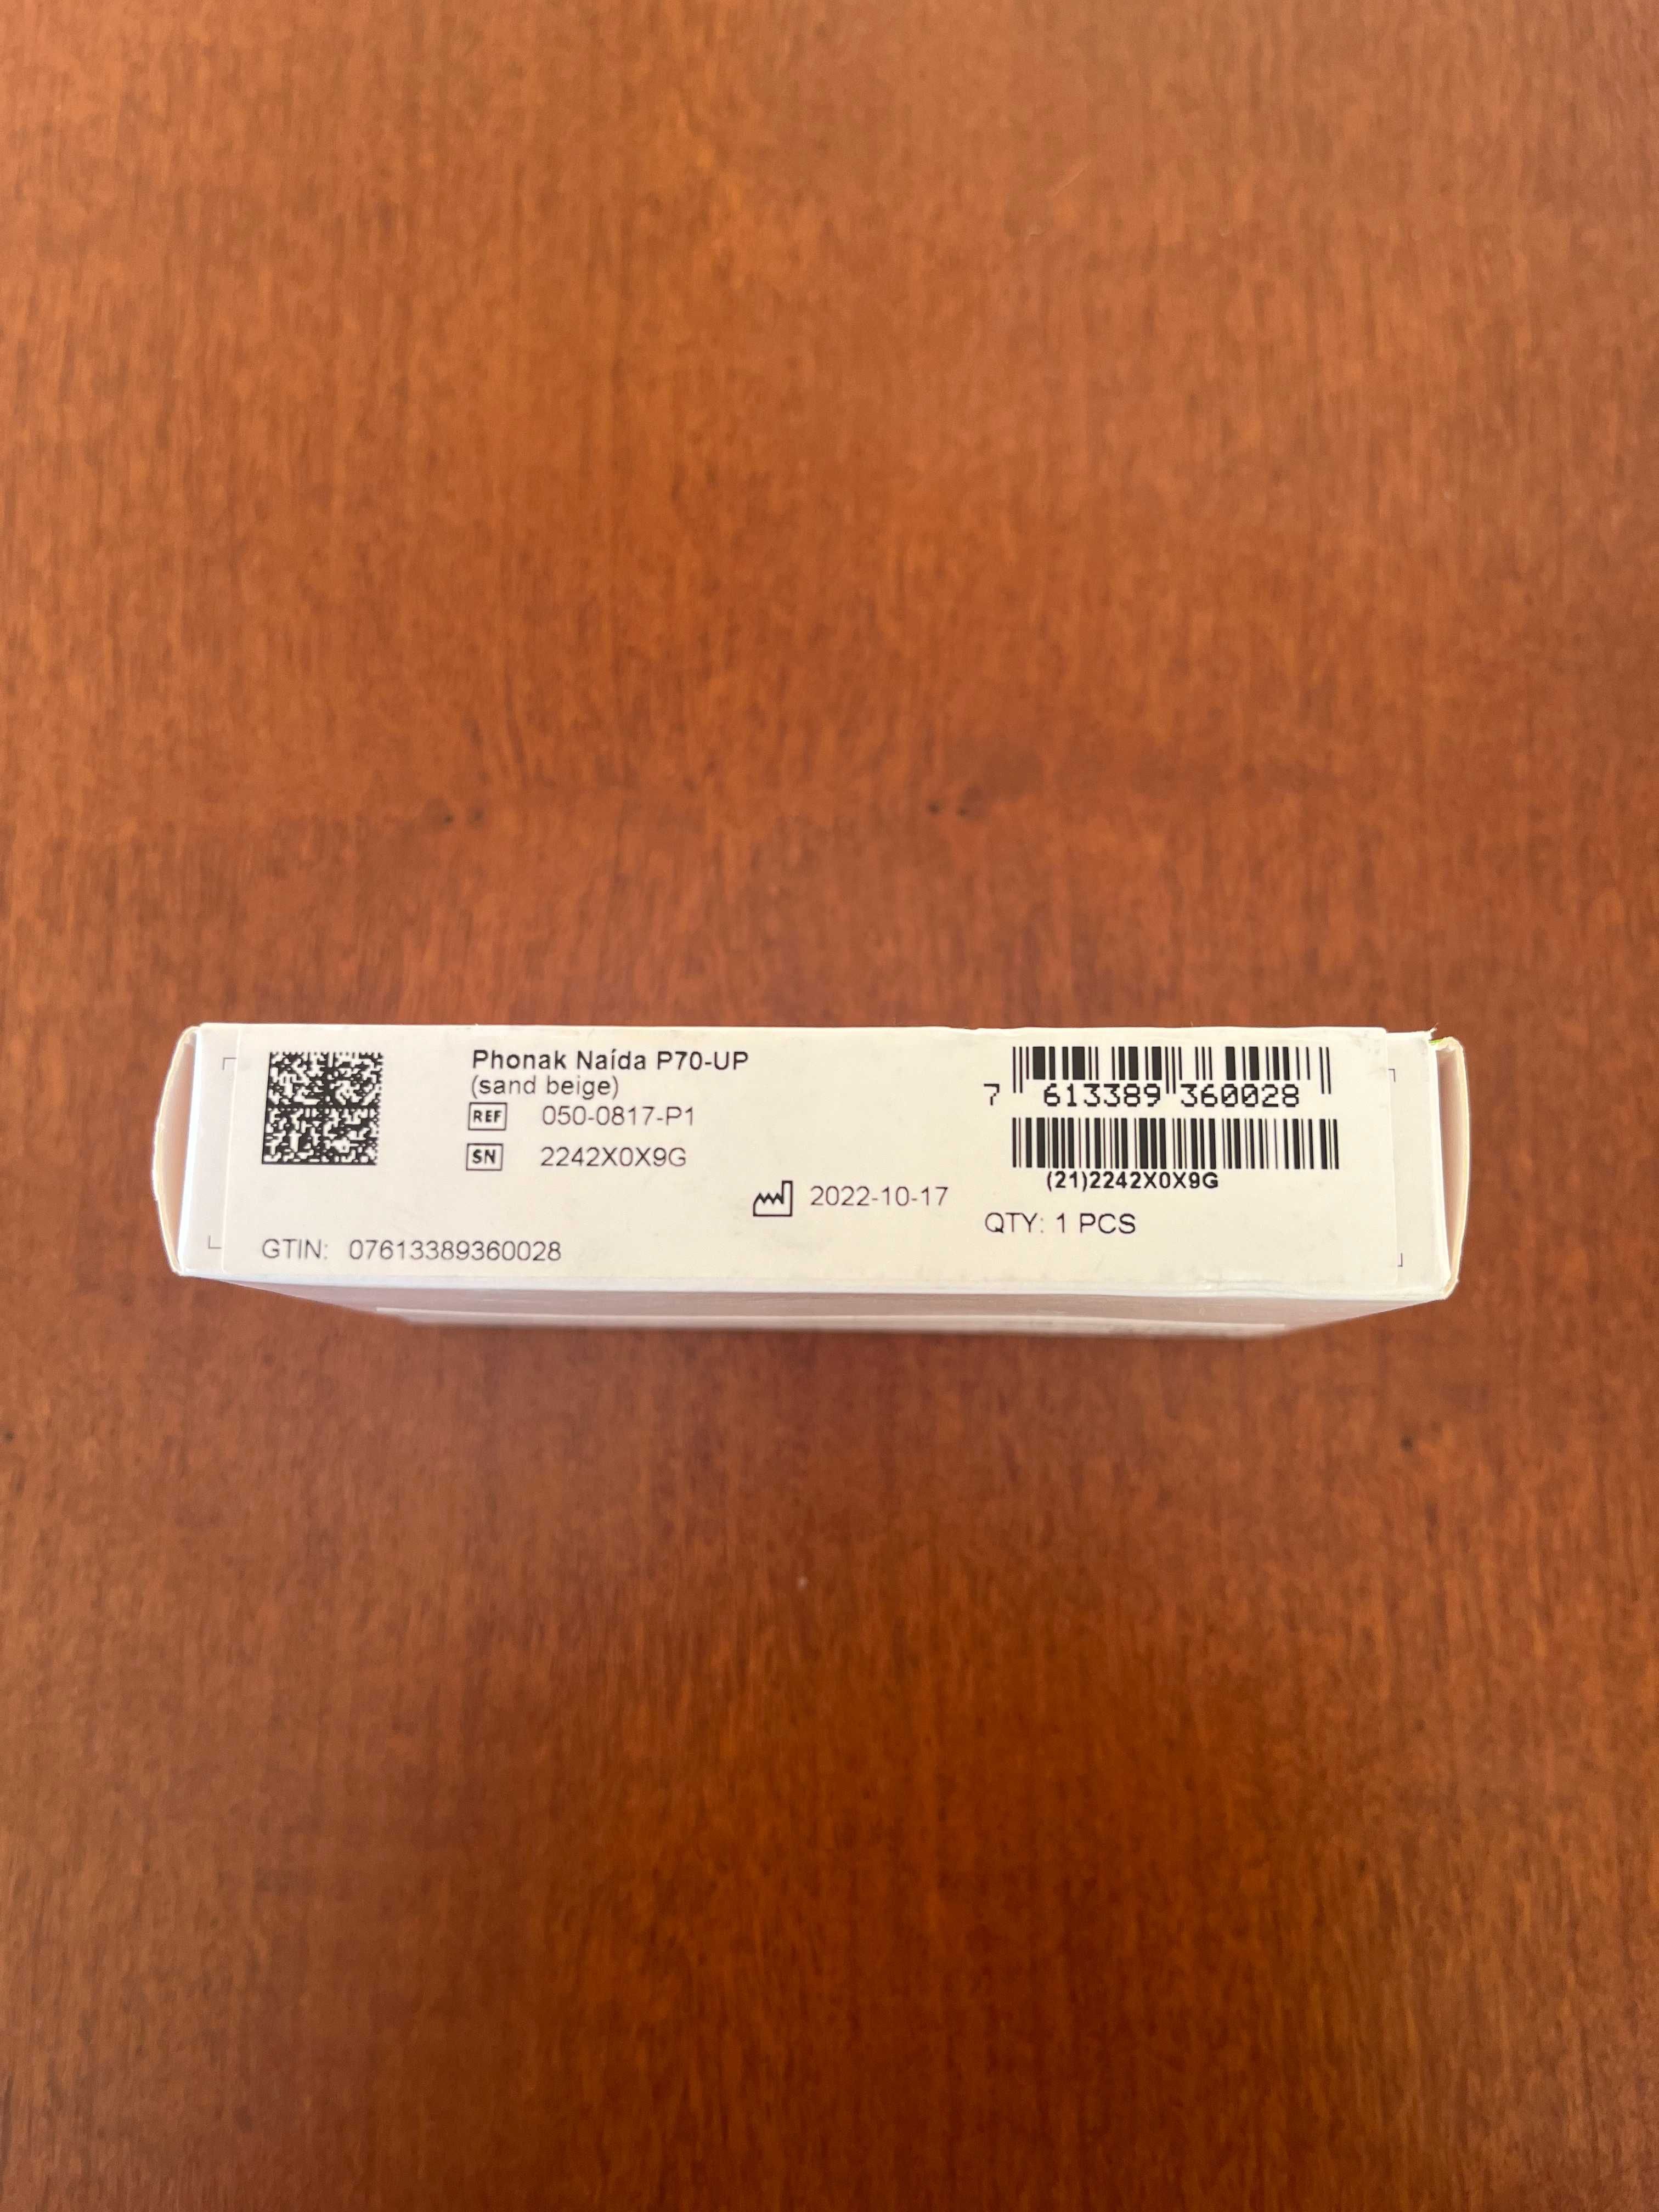 Phonak Naída P70-UP
(sand beige)
REF 050-0817-P1
SN 2242X0X9G
2022-10-17
GTIN: 07613389360028
7 613389 360028
(21)2242X0X9G
QTY: 1 PCS